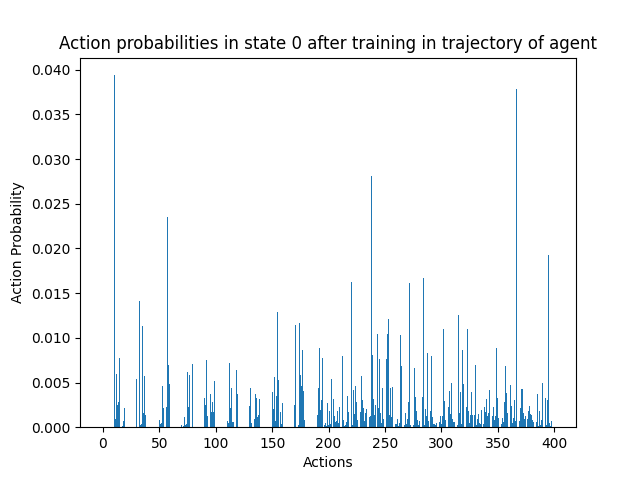 Action probabilities in state 0 after training in trajectory of agent
0.040
0.035
0.030
0.025
0.020
0.015
0.010
0.005
0.000
Action Probability
0 50 100 150 200 250 300 350 400
Actions